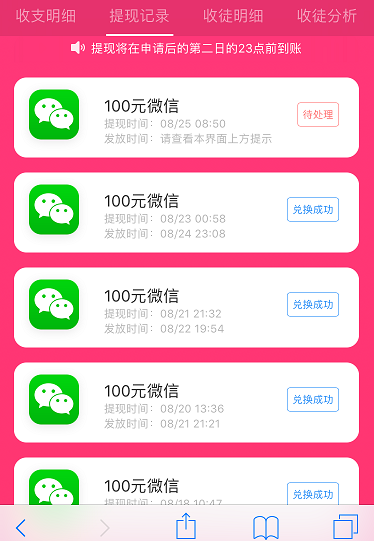 收支明细 提现记录 收徒明细 收徒分析
提现将在申请后的第二日的23点前到账
100元微信
提现时间：08/25 08:50
发放时间：请查看本界面上方提示
待处理
100元微信
提现时间：08/23 00:58
发放时间：08/24 23:08
兑换成功
100元微信
提现时间：08/21 21:32
发放时间：08/22 19:54
兑换成功
100元微信
提现时间：08/20 13:36
发放时间：08/21 21:21
兑换成功
100元微信
提现时间：08/18 10:47
兑换成功